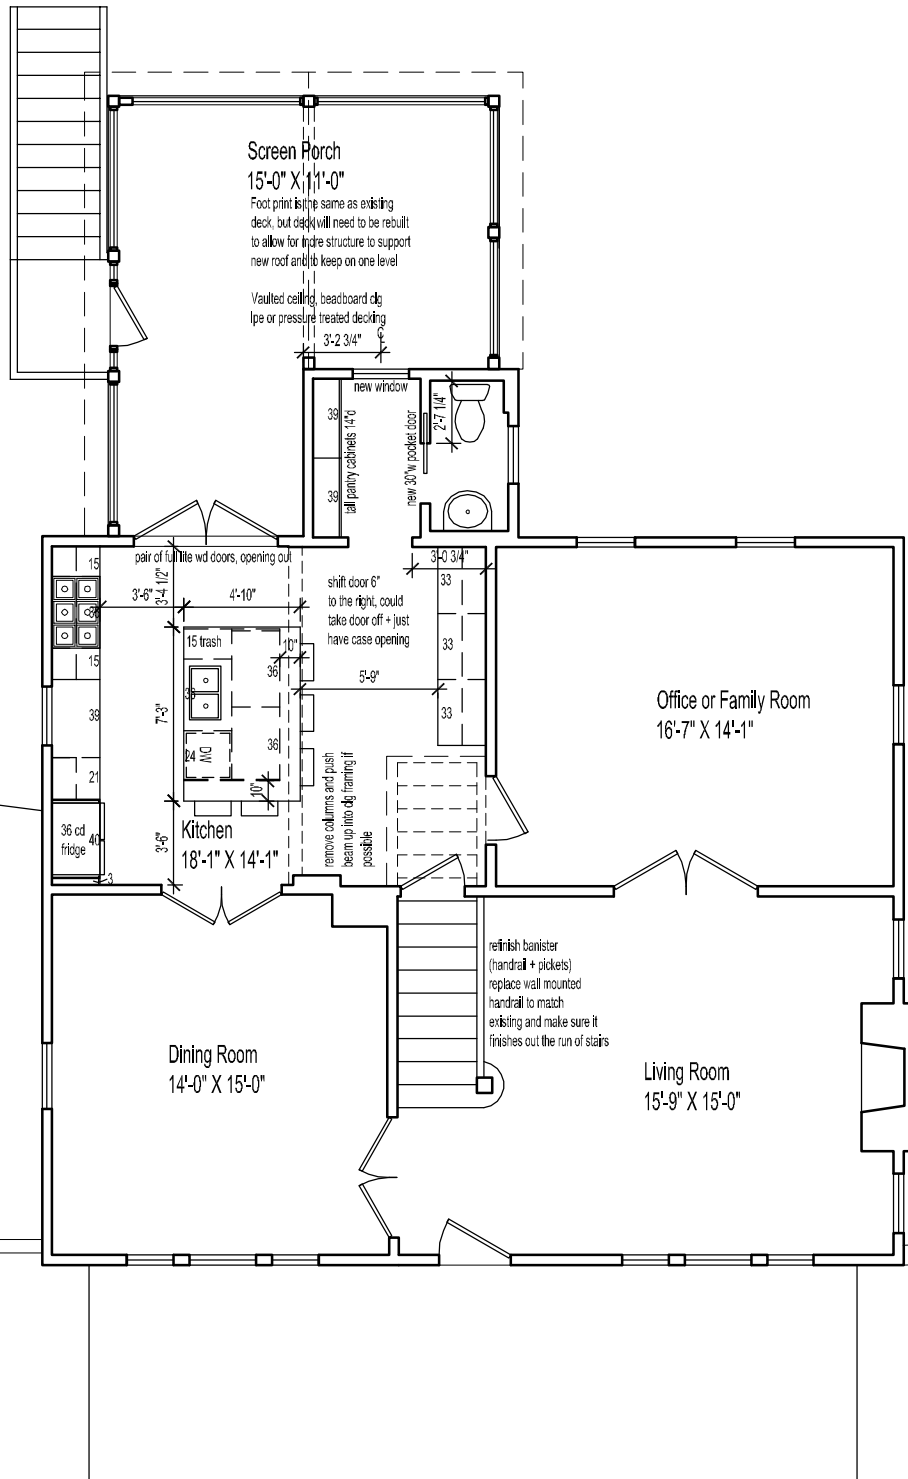 Screen Porch
15'-0" X 11'-0"
Foot print is the same as existing
deck, but deck will need to be rebuilt
to allow for more structure to support
new roof and to keep on one level
Vaulted ceiling, beadboard clg
Ipe or pressure treated decking
3'-2 3/4"
new window
39
39
tall pantry cabinets 14"d
new 30"w pocket door
2'-7 1/4"
pair of full lite wd doors, opening out
15
3'-6"
3'-4 1/2"
4'-10"
shift door 6"
to the right, could
take door off + just
have case opening
3'-0 3/4"
33
33
33
15
39
21
36 cd
fridge
40
3
15 trash
10"
36
36
24
DW
7'-3"
10"
5'-9"
3'-6"
Kitchen
18'-1" X 14'-1"
remove columns and push
beam up into clg framing if
possible
Office or Family Room
16'-7" X 14'-1"
refinish banister
(handrail + pickets)
replace wall mounted
handrail to match
existing and make sure it
finishes out the run of stairs
Dining Room
14'-0" X 15'-0"
Living Room
15'-9" X 15'-0"